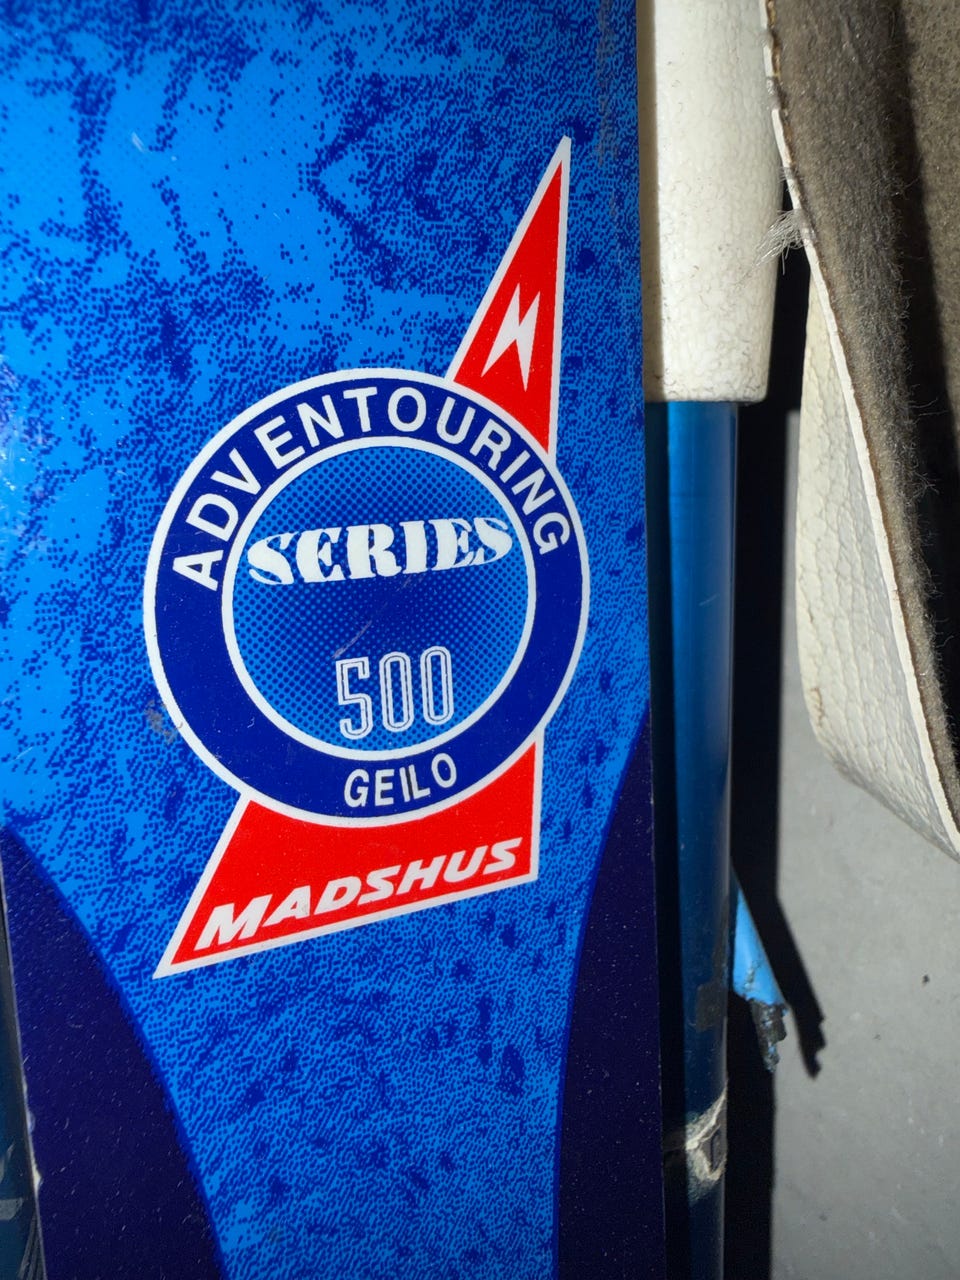 ADVENTOURING
SERIES
500
GEILO
MADSHUS